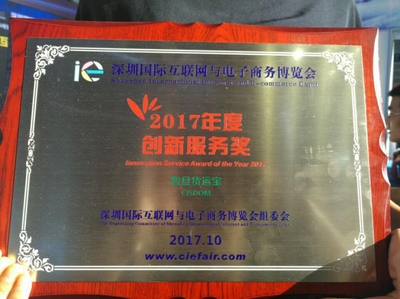 深圳国际互联网与电子商务博览会
2017年度
创新服务奖
Innovation Service Award of the Year 2017
CISDOM
深圳国际互联网与电子商务博览会组委会
2017.10
www.ciefair.com